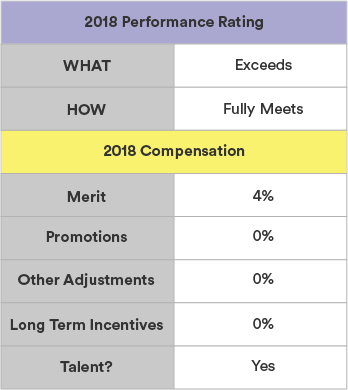 2018 Performance Rating
WHAT Exceeds
HOW Fully Meets
2018 Compensation
Merit 4%
Promotions 0%
Other Adjustments 0%
Long Term Incentives 0%
Talent? Yes